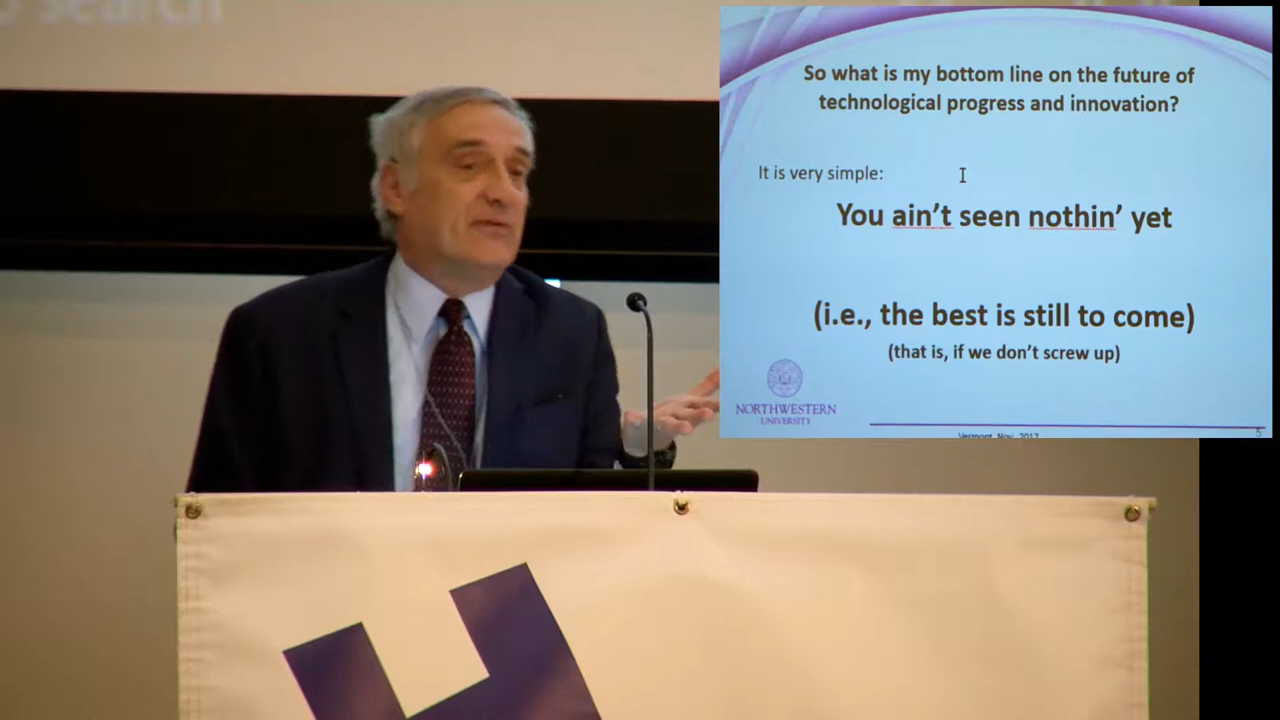 search
So what is my bottom line on the future of
technological progress and innovation?
It is very simple:
You ain't seen nothin' yet
(i.e., the best is still to come)
(that is, if we don't screw up)
NORTHWESTERN
UNIVERSITY
Vermont, Nov. 2017
5